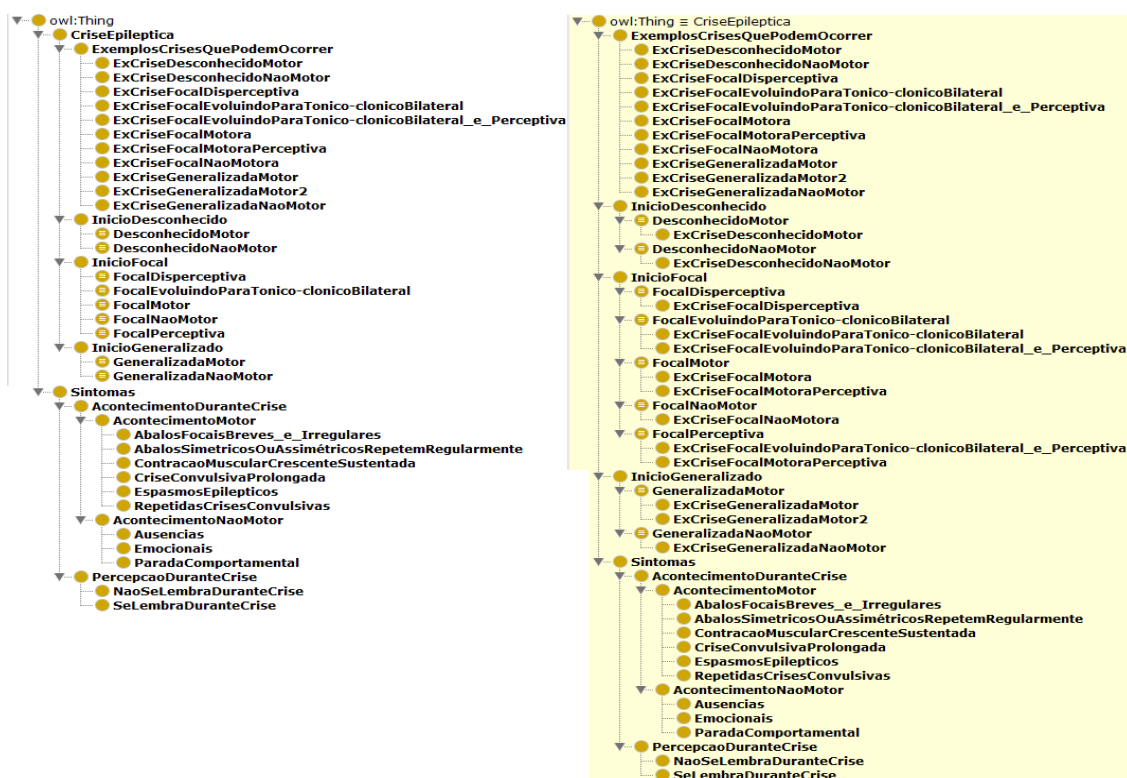 owl:Thing
CriseEpileptica
ExemplosCrisesQuePodemOcorrer
ExCriseDesconhecidoMotor
ExCriseDesconhecidoNaoMotor
ExCriseFocalDisperceptiva
ExCriseFocalEvoluindoParaTonico-clonicoBilateral
ExCriseFocalEvoluindoParaTonico-clonicoBilateral_e_Perceptiva
ExCriseFocalMotora
ExCriseFocalMotoraPerceptiva
ExCriseFocalNaoMotora
ExCriseGeneralizadaMotor
ExCriseGeneralizadaMotor2
ExCriseGeneralizadaNaoMotor
InicioDesconhecido
DesconhecidoMotor
DesconhecidoNaoMotor
InicioFocal
FocalDisperceptiva
FocalEvoluindoParaTonico-clonicoBilateral
FocalMotor
FocalNaoMotor
FocalPerceptiva
InicioGeneralizado
GeneralizadaMotor
GeneralizadaNaoMotor
Sintomas
AcontecimentoDuranteCrise
AcontecimentoMotor
AbalosFocaisBreves_e_Irregulares
AbalosSimetricosOuAssimétricosRepetemRegularmente
ContracaoMuscularCrescenteSustentada
CriseConvulsivaProlongada
EspasmosEpilepticos
RepetidasCrisesConvulsivas
AcontecimentoNaoMotor
Ausencias
Emocionais
ParadaComportamental
PercepcaoDuranteCrise
NaoSeLembraDuranteCrise
SeLembraDuranteCrise
owl:Thing ≡ CriseEpileptica
ExemplosCrisesQuePodemOcorrer
ExCriseDesconhecidoMotor
ExCriseDesconhecidoNaoMotor
ExCriseFocalDisperceptiva
ExCriseFocalEvoluindoParaTonico-clonicoBilateral
ExCriseFocalEvoluindoParaTonico-clonicoBilateral_e_Perceptiva
ExCriseFocalMotora
ExCriseFocalMotoraPerceptiva
ExCriseFocalNaoMotora
ExCriseGeneralizadaMotor
ExCriseGeneralizadaMotor2
ExCriseGeneralizadaNaoMotor
InicioDesconhecido
DesconhecidoMotor
ExCriseDesconhecidoMotor
DesconhecidoNaoMotor
ExCriseDesconhecidoNaoMotor
InicioFocal
FocalDisperceptiva
ExCriseFocalDisperceptiva
FocalEvoluindoParaTonico-clonicoBilateral
ExCriseFocalEvoluindoParaTonico-clonicoBilateral
ExCriseFocalEvoluindoParaTonico-clonicoBilateral_e_Perceptiva
FocalMotor
ExCriseFocalMotora
ExCriseFocalMotoraPerceptiva
FocalNaoMotor
ExCriseFocalNaoMotora
FocalPerceptiva
ExCriseFocalEvoluindoParaTonico-clonicoBilateral_e_Perceptiva
ExCriseFocalMotoraPerceptiva
InicioGeneralizado
GeneralizadaMotor
ExCriseGeneralizadaMotor
ExCriseGeneralizadaMotor2
GeneralizadaNaoMotor
ExCriseGeneralizadaNaoMotor
Sintomas
AcontecimentoDuranteCrise
AcontecimentoMotor
AbalosFocaisBreves_e_Irregulares
AbalosSimetricosOuAssimétricosRepetemRegularmente
ContracaoMuscularCrescenteSustentada
CriseConvulsivaProlongada
EspasmosEpilepticos
RepetidasCrisesConvulsivas
AcontecimentoNaoMotor
Ausencias
Emocionais
ParadaComportamental
PercepcaoDuranteCrise
NaoSeLembraDuranteCrise
SeLembraDuranteCrise